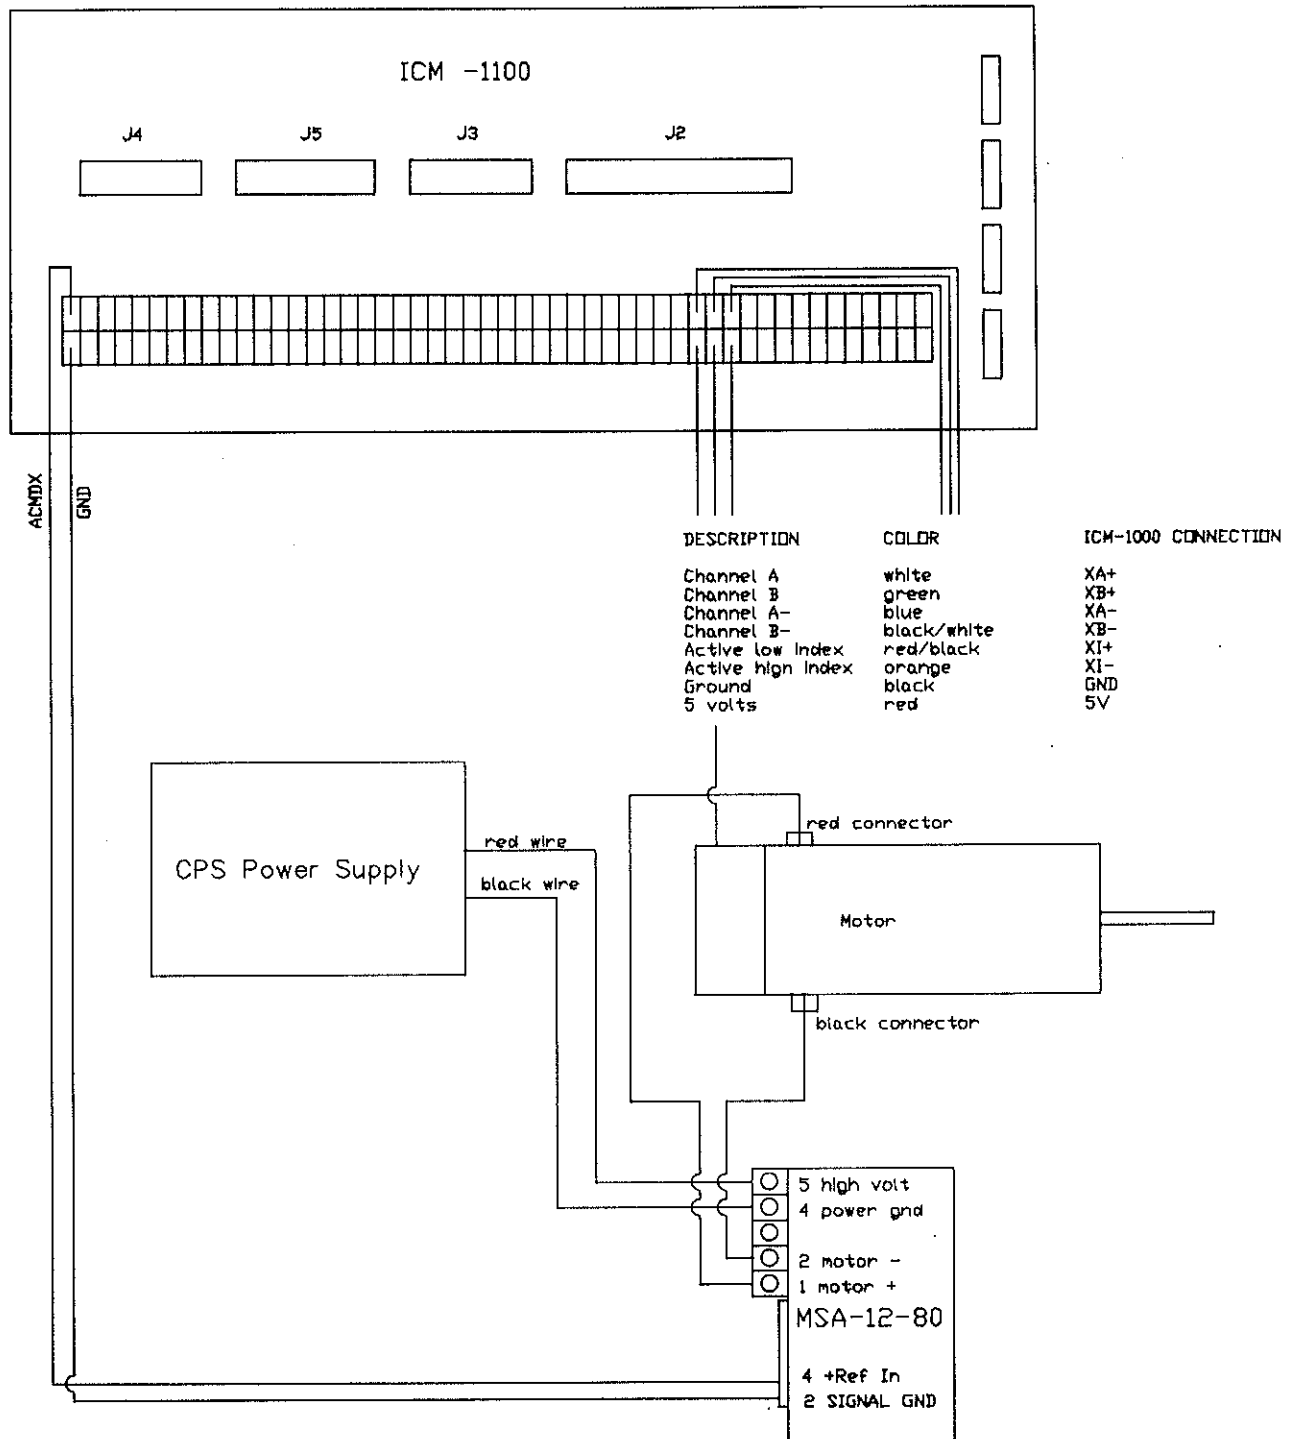 ICM -1100
J4 J5 J3 J2
ACMDX
GND
DESCRIPTION COLOR ICM-1000 CONNECTION
Channel A white XA+
Channel B green XB+
Channel A- blue XA-
Channel B- black/white XB-
Active low index red/black XI+
Active high index orange XI-
Ground black GND
5 volts red 5V
red connector
red wire
CPS Power Supply
black wire
Motor
black connector
5 high volt
4 power gnd
2 motor -
1 motor +
MSA-12-80
4 +Ref In
2 SIGNAL GND